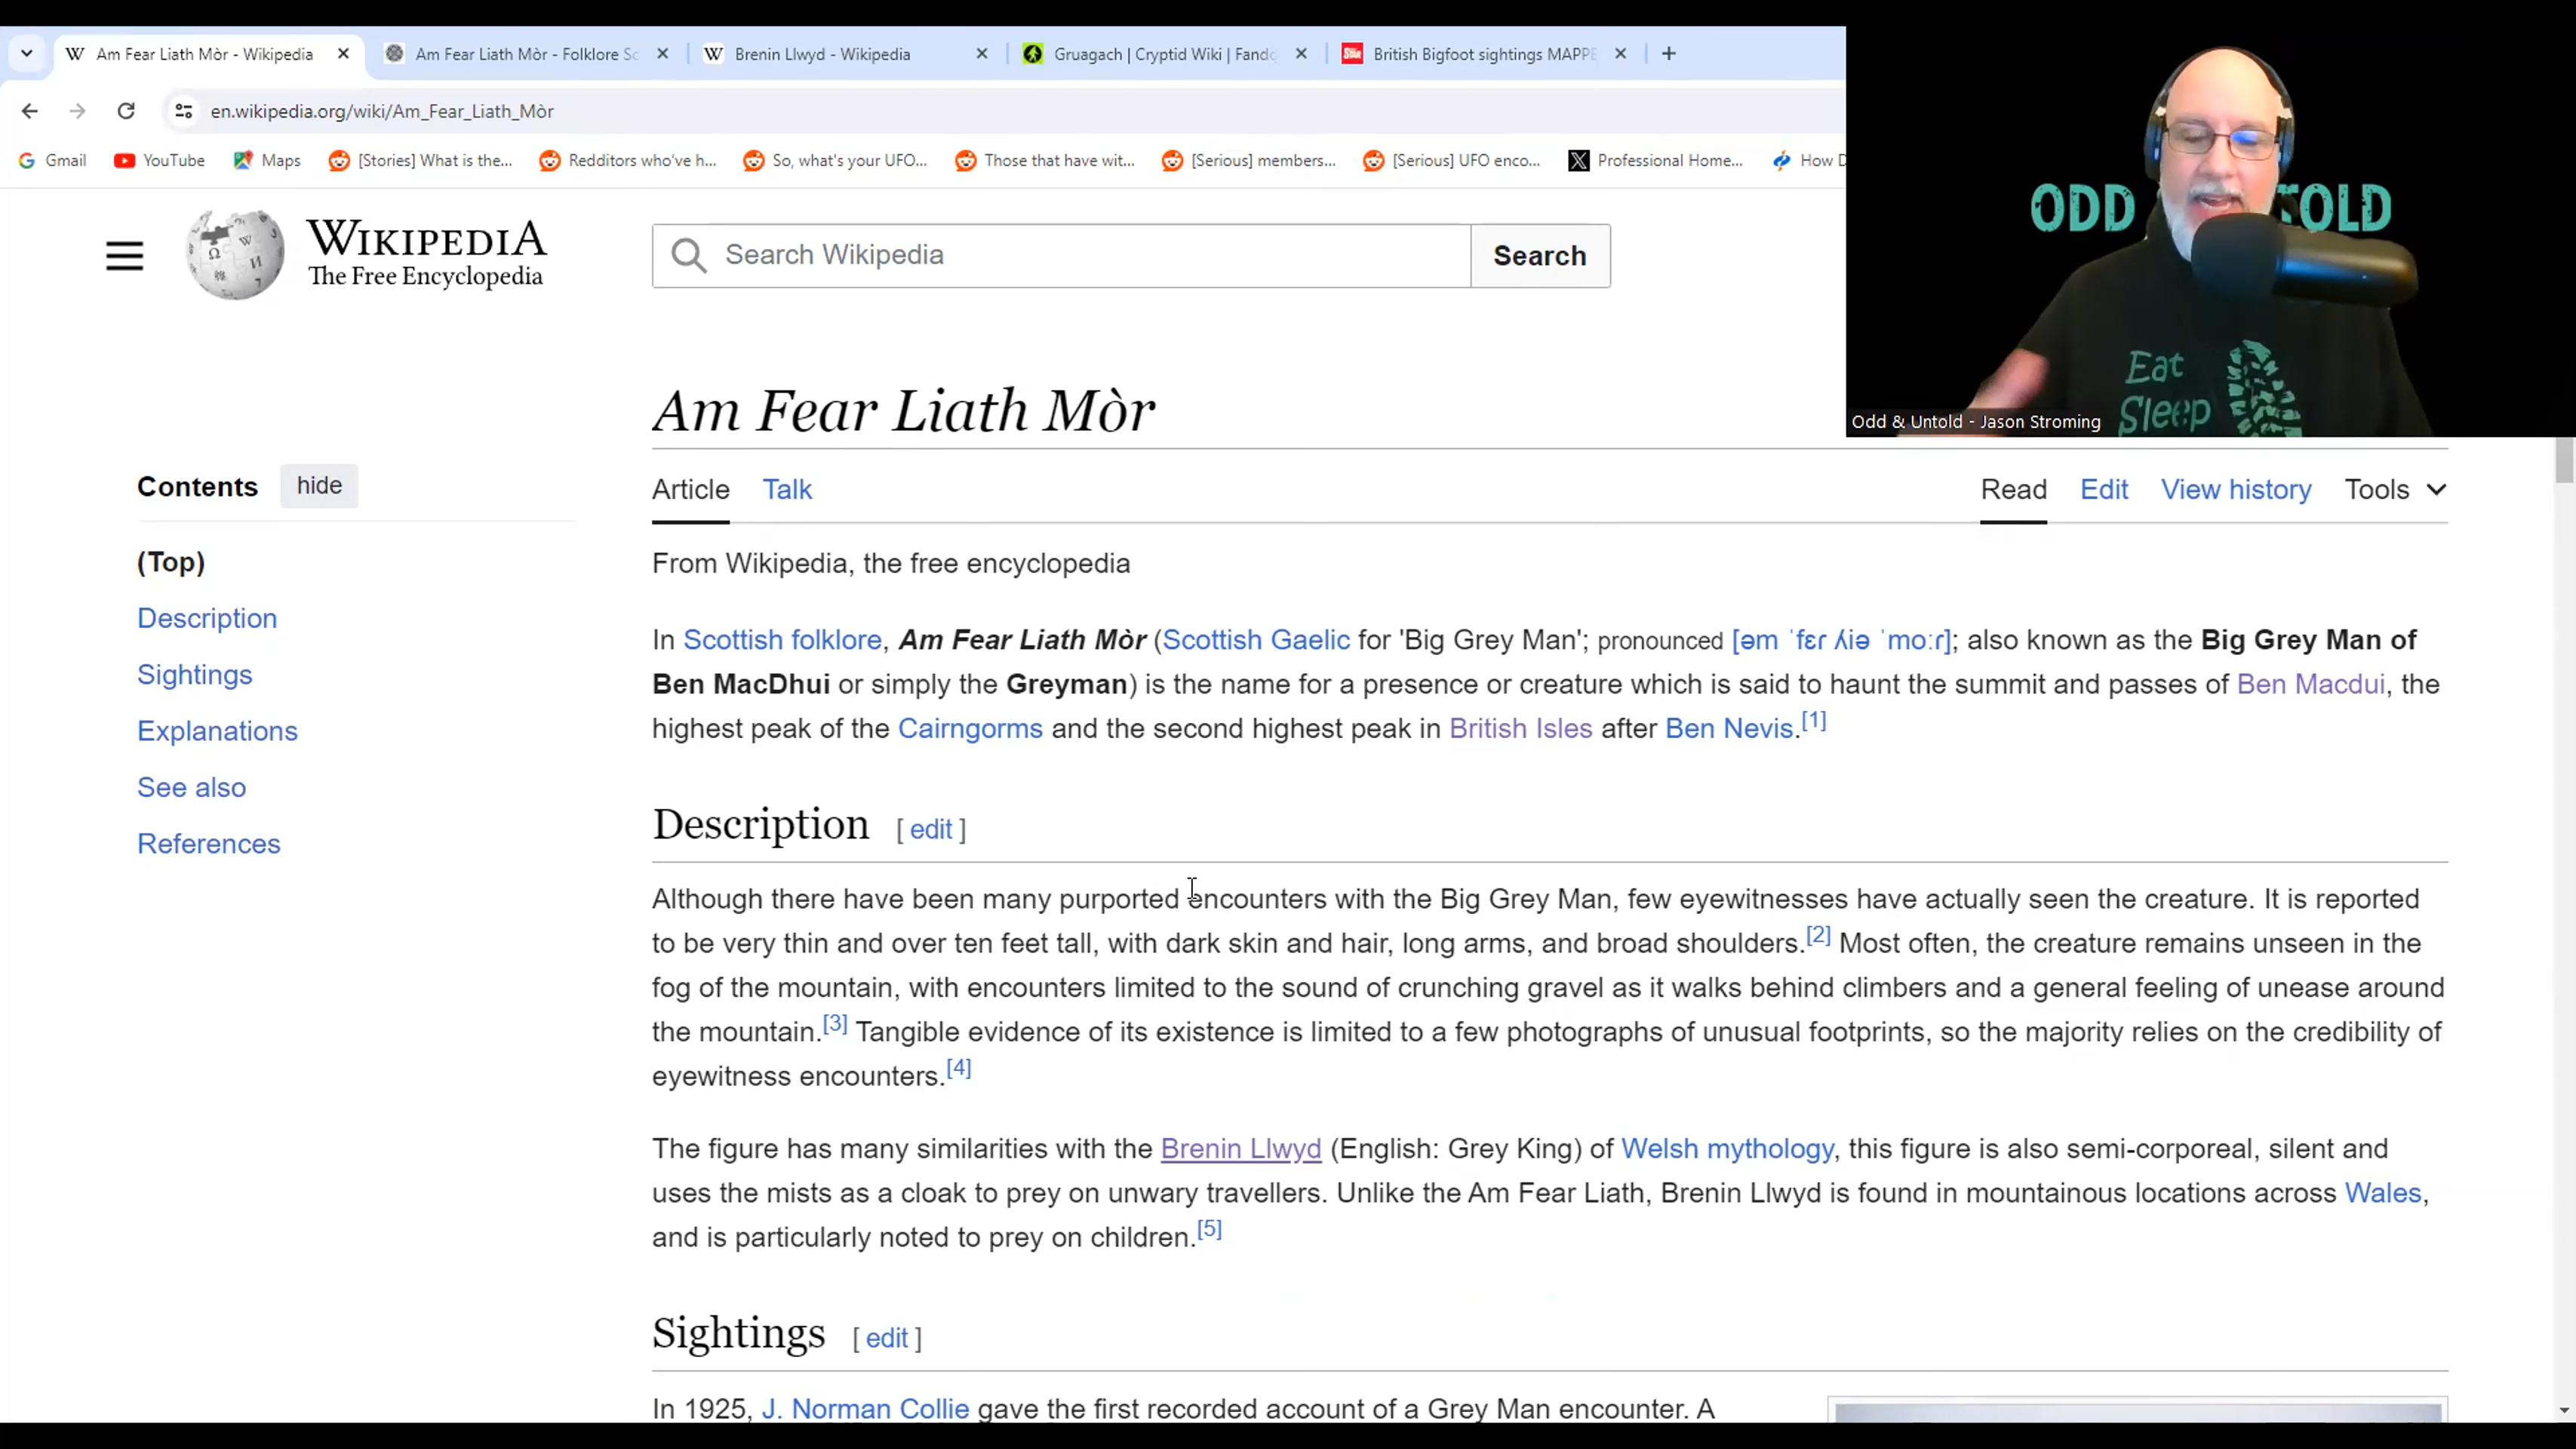 Am Fear Liath Mòr - Wikipedia
Am Fear Liath Mòr - Folklore Sc
Brenin Llwyd - Wikipedia
Gruagach | Cryptid Wiki | Fando
British Bigfoot sightings MAPPE
en.wikipedia.org/wiki/Am_Fear_Liath_Mòr
Gmail
YouTube
Maps
[Stories] What is the...
Redditors who've h...
So, what's your UFO...
Those that have wit...
[Serious] members...
[Serious] UFO enco...
Professional Home...
How D
WIKIPEDIA
The Free Encyclopedia
Search Wikipedia
Search
ODD TOLD
Eat
Sleep
Odd & Untold - Jason Stroming
Am Fear Liath Mòr
Contents hide
(Top)
Description
Sightings
Explanations
See also
References
Article Talk
Read Edit View history Tools
From Wikipedia, the free encyclopedia
In Scottish folklore, Am Fear Liath Mòr (Scottish Gaelic for 'Big Grey Man'; pronounced [əm ˈfɛɾ ʎiə ˈmoːɾ]; also known as the Big Grey Man of
Ben MacDhui or simply the Greyman) is the name for a presence or creature which is said to haunt the summit and passes of Ben Macdui, the
highest peak of the Cairngorms and the second highest peak in British Isles after Ben Nevis.[1]
Description [ edit ]
Although there have been many purported encounters with the Big Grey Man, few eyewitnesses have actually seen the creature. It is reported
to be very thin and over ten feet tall, with dark skin and hair, long arms, and broad shoulders.[2] Most often, the creature remains unseen in the
fog of the mountain, with encounters limited to the sound of crunching gravel as it walks behind climbers and a general feeling of unease around
the mountain.[3] Tangible evidence of its existence is limited to a few photographs of unusual footprints, so the majority relies on the credibility of
eyewitness encounters.[4]
The figure has many similarities with the Brenin Llwyd (English: Grey King) of Welsh mythology, this figure is also semi-corporeal, silent and
uses the mists as a cloak to prey on unwary travellers. Unlike the Am Fear Liath, Brenin Llwyd is found in mountainous locations across Wales,
and is particularly noted to prey on children.[5]
Sightings [ edit ]
In 1925, J. Norman Collie gave the first recorded account of a Grey Man encounter. A